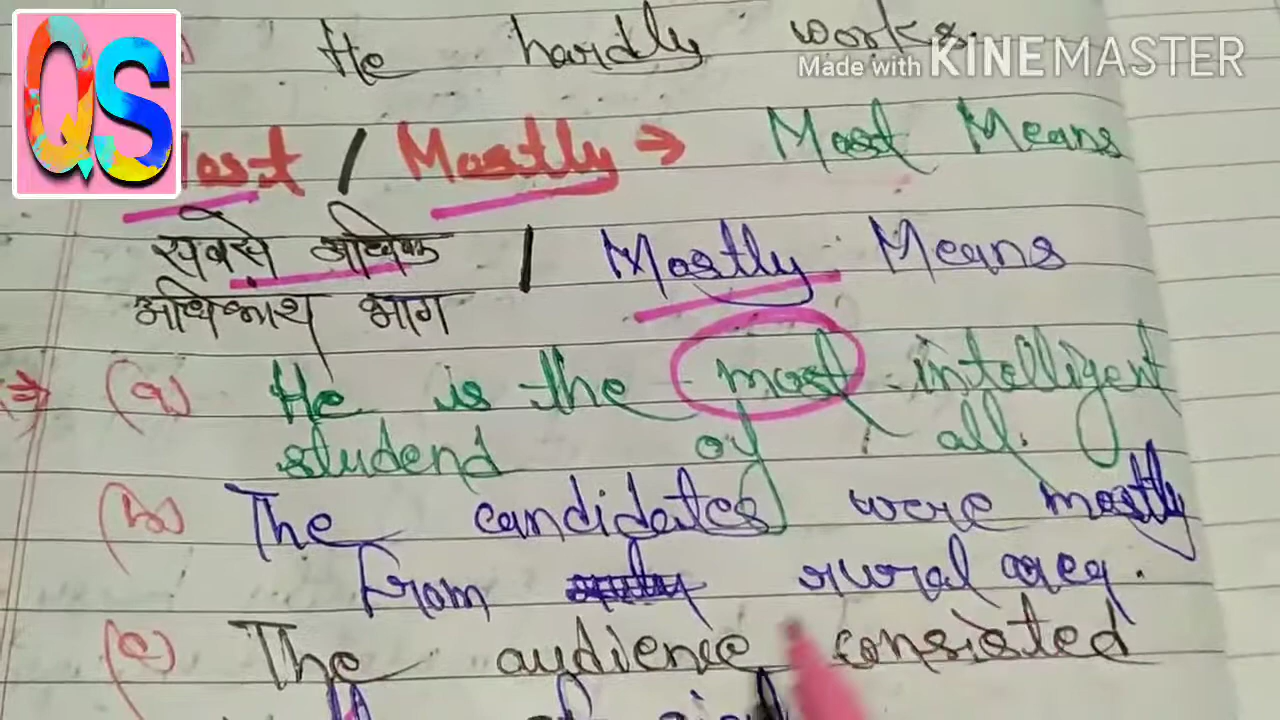 QS
He hardly works.
Made with KINEMASTER
Most / Mostly → Most Means
सबसे अधिक / Mostly Means
अधिकांश भाग
(a) He is the most intelligent
studend of all.
(b) The candidates were mostly
From rural area.
(c) The audience consisted